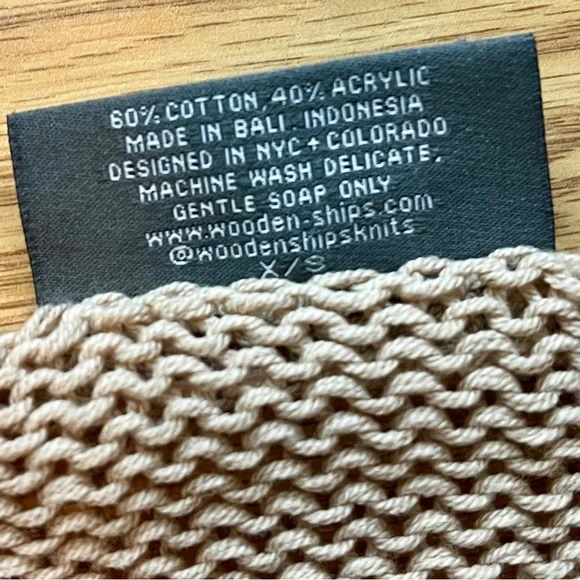 60% COTTON, 40% ACRYLIC
MADE IN BALI. INDONESIA
DESIGNED IN NYC + COLORADO
MACHINE WASH DELICATE,
GENTLE SOAP ONLY
www.wooden-ships.com
@woodenshipsknits
X/S